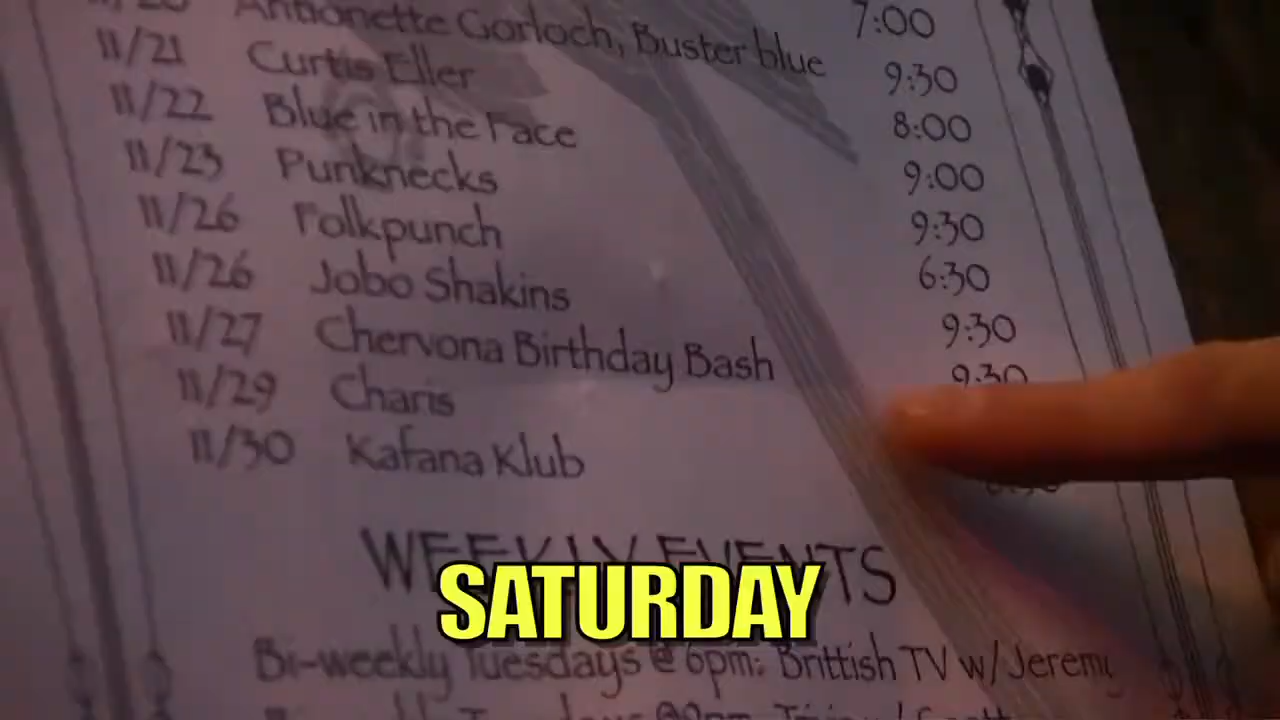 Antionette Gorloch, Buster blue 7:00
11/21 Curtis Eller 9:30
11/22 Blue in the Face 8:00
11/23 Punknecks 9:00
11/26 Folkpunch 9:30
11/26 Jobo Shakins 6:30
11/27 Chervona Birthday Bash 9:30
11/29 Charis 9:30
11/30 Kafana Klub
WEEKLY EVENTS
SATURDAY
Bi-weekly Tuesdays @ 6pm: Brittish TV w/ Jeremy